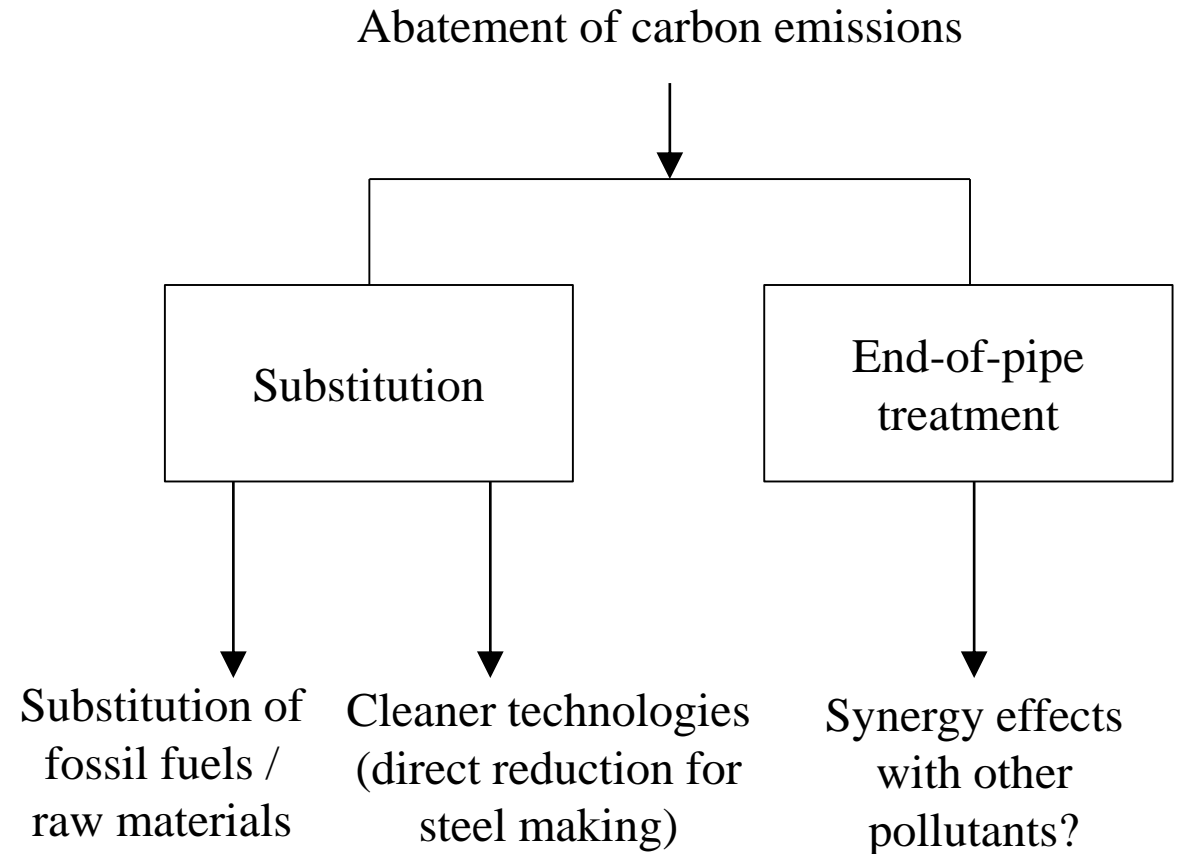 Abatement of carbon emissions
Substitution
End-of-pipe
treatment
Substitution of
fossil fuels /
raw materials
Cleaner technologies
(direct reduction for
steel making)
Synergy effects
with other
pollutants?